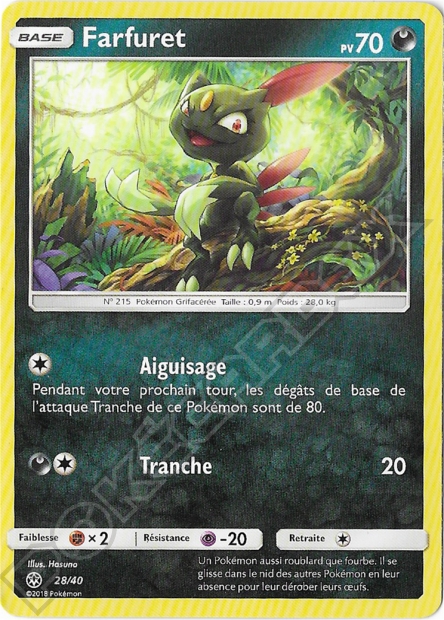 BASE Farfuret PV 70
N° 215 Pokémon Grifacérée Taille : 0,9 m Poids : 28,0 kg
Aiguisage
Pendant votre prochain tour, les dégâts de base de
l'attaque Tranche de ce Pokémon sont de 80.
Tranche 20
Faiblesse ×2 Résistance -20 Retraite
Illus. Hasuno
28/40
©2018 Pokémon
Un Pokémon aussi roublard que fourbe. Il se
glisse dans le nid des autres Pokémon en leur
absence pour leur dérober leurs œufs.